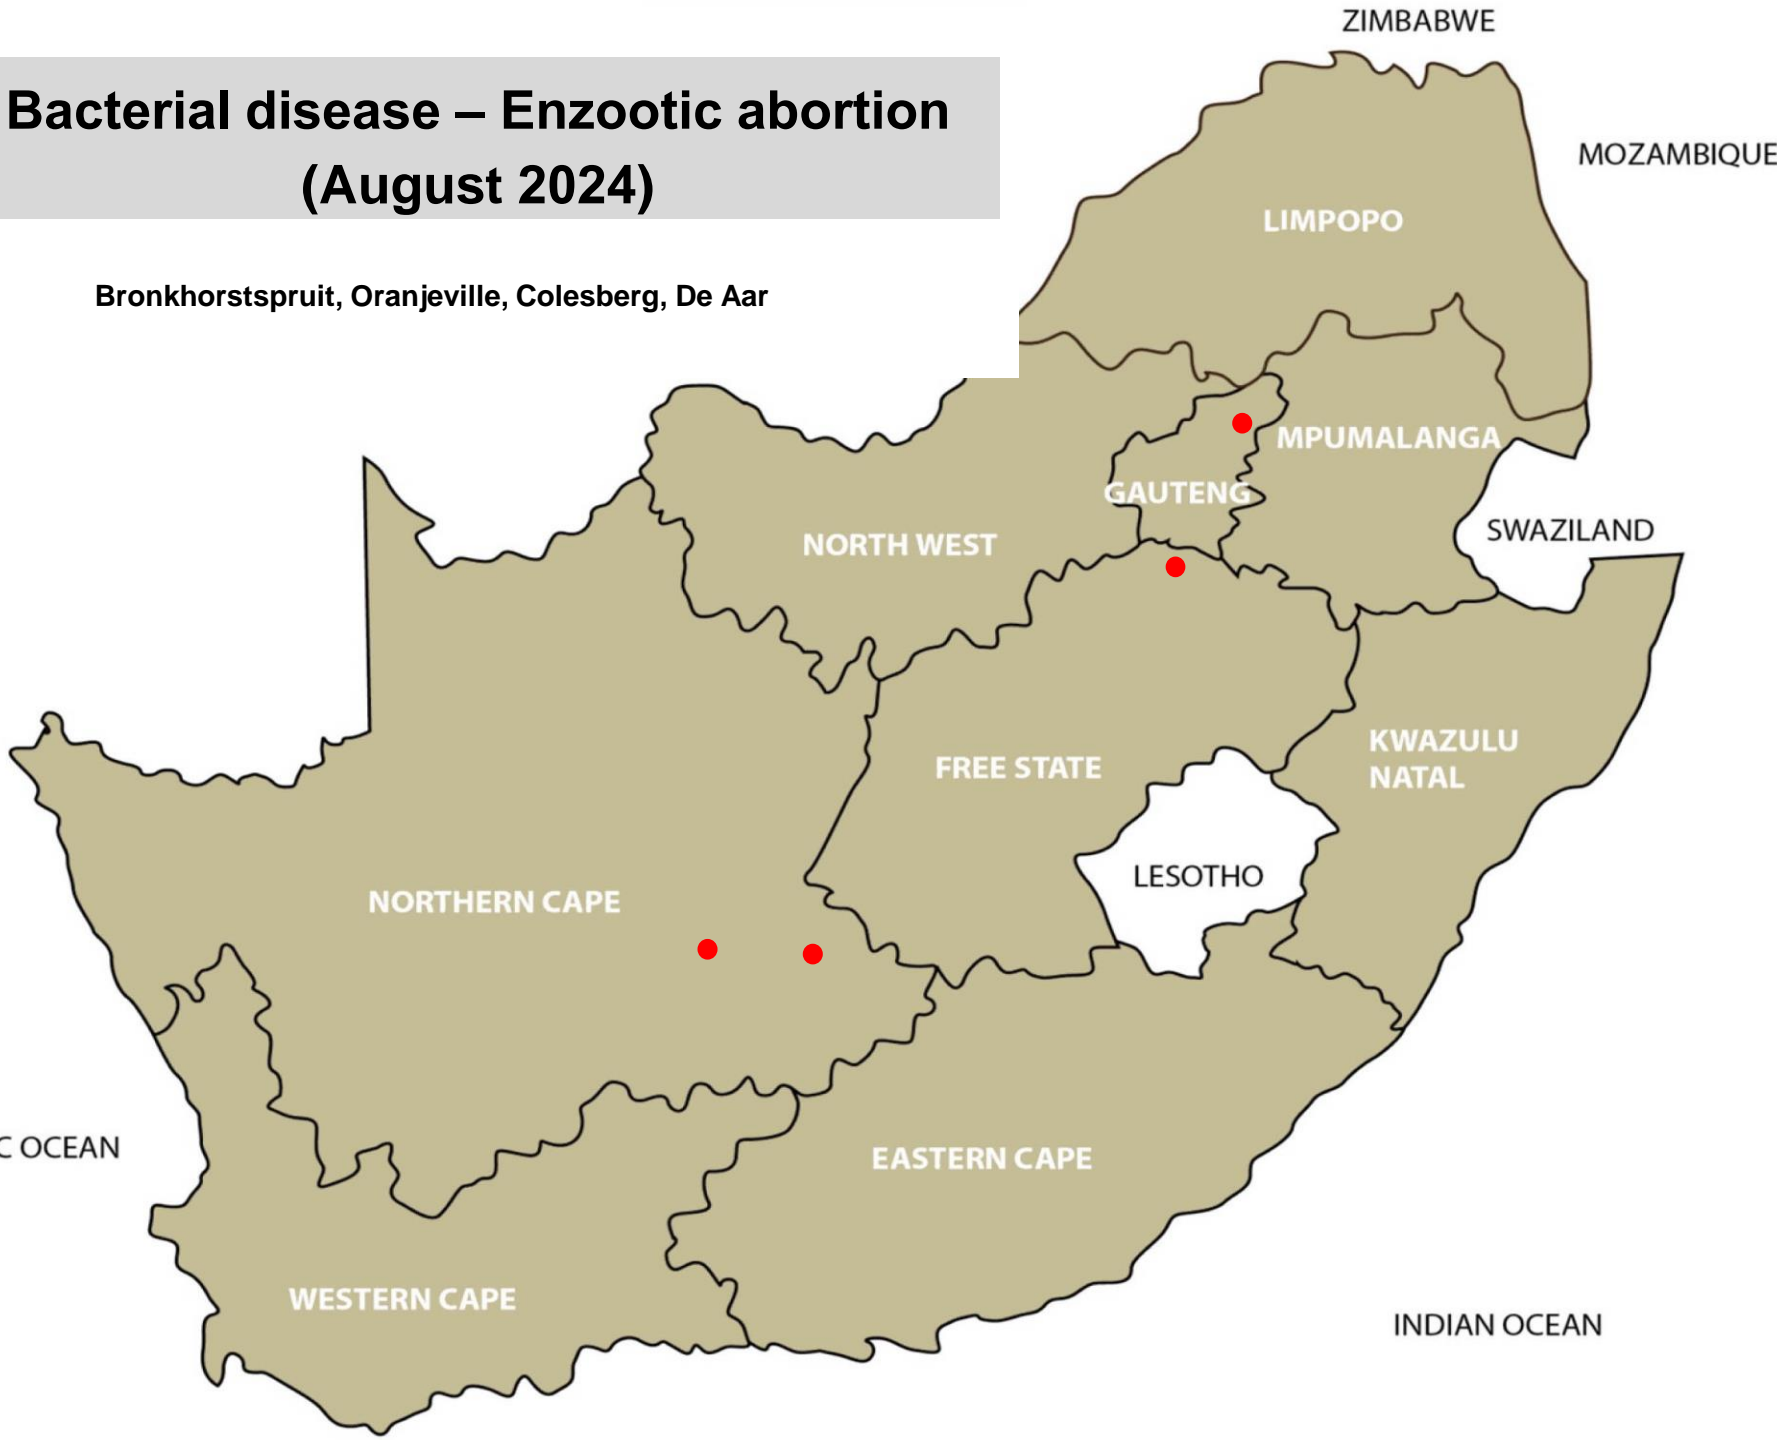 ZIMBABWE
Bacterial disease – Enzootic abortion
(August 2024)
MOZAMBIQUE
LIMPOPO
Bronkhorstspruit, Oranjeville, Colesberg, De Aar
MPUMALANGA
GAUTENG
SWAZILAND
NORTH WEST
KWAZULU
NATAL
FREE STATE
LESOTHO
NORTHERN CAPE
C OCEAN
EASTERN CAPE
WESTERN CAPE
INDIAN OCEAN